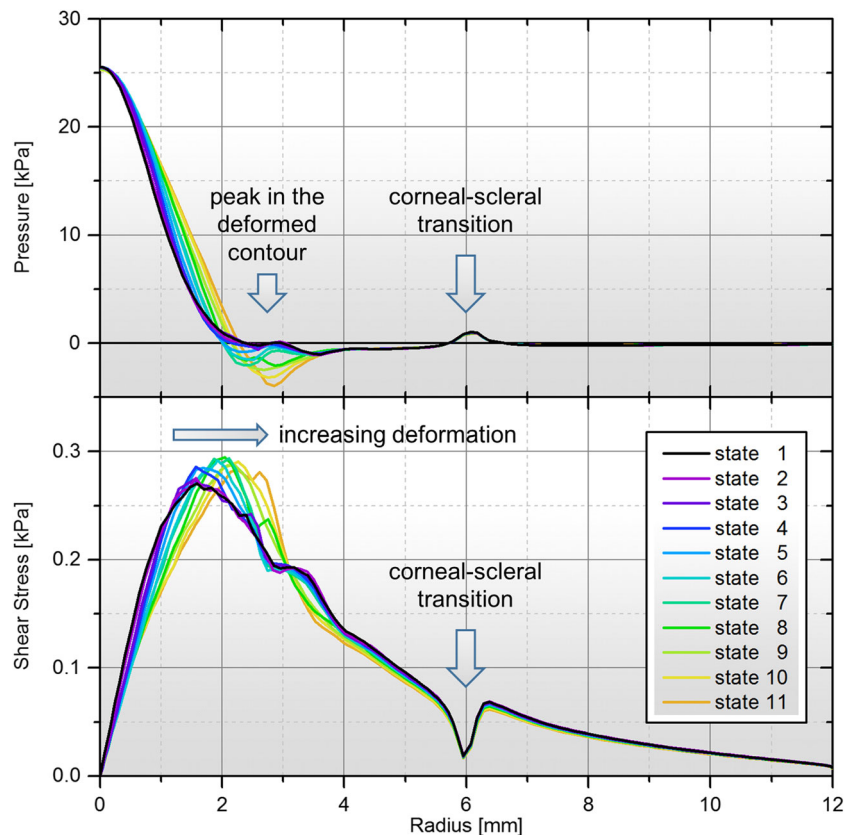 30
20
10
0
Pressure [kPa]
peak in the
deformed
contour
corneal-scleral
transition
increasing deformation
0.3
0.2
0.1
0.0
Shear Stress [kPa]
corneal-scleral
transition
state 1
state 2
state 3
state 4
state 5
state 6
state 7
state 8
state 9
state 10
state 11
0 2 4 6 8 10 12
Radius [mm]